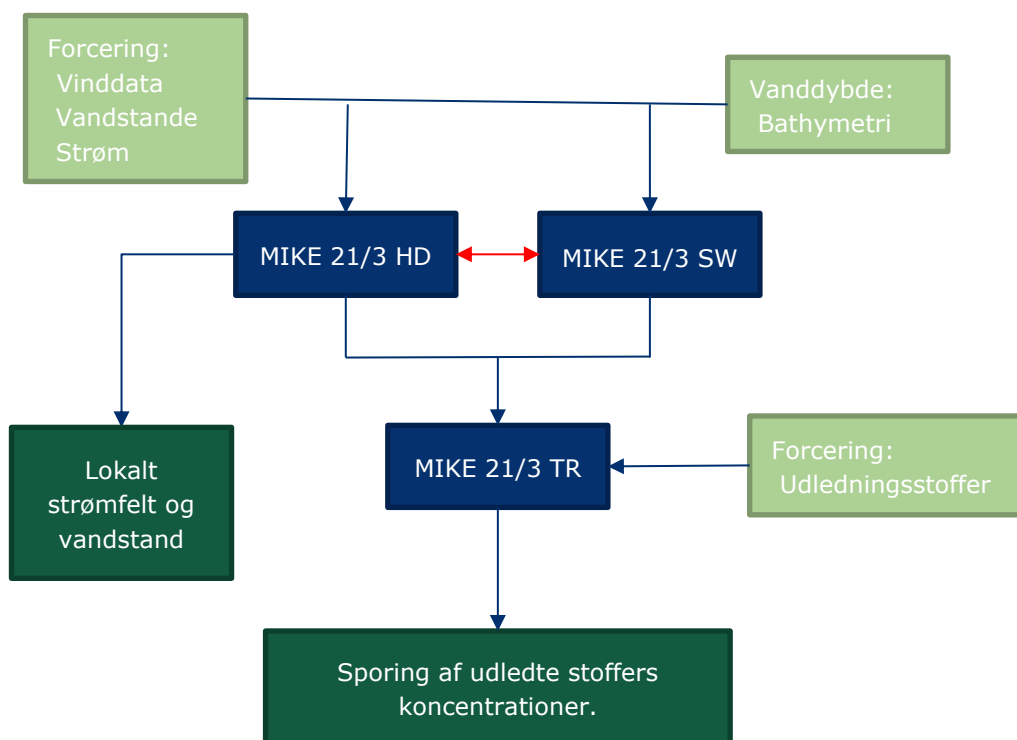 Forcering:
Vinddata
Vandstande
Strøm
Vanddybde:
Bathymetri
MIKE 21/3 HD
MIKE 21/3 SW
Lokalt
strømfelt og
vandstand
MIKE 21/3 TR
Forcering:
Udledningsstoffer
Sporing af udledte stoffers
koncentrationer.